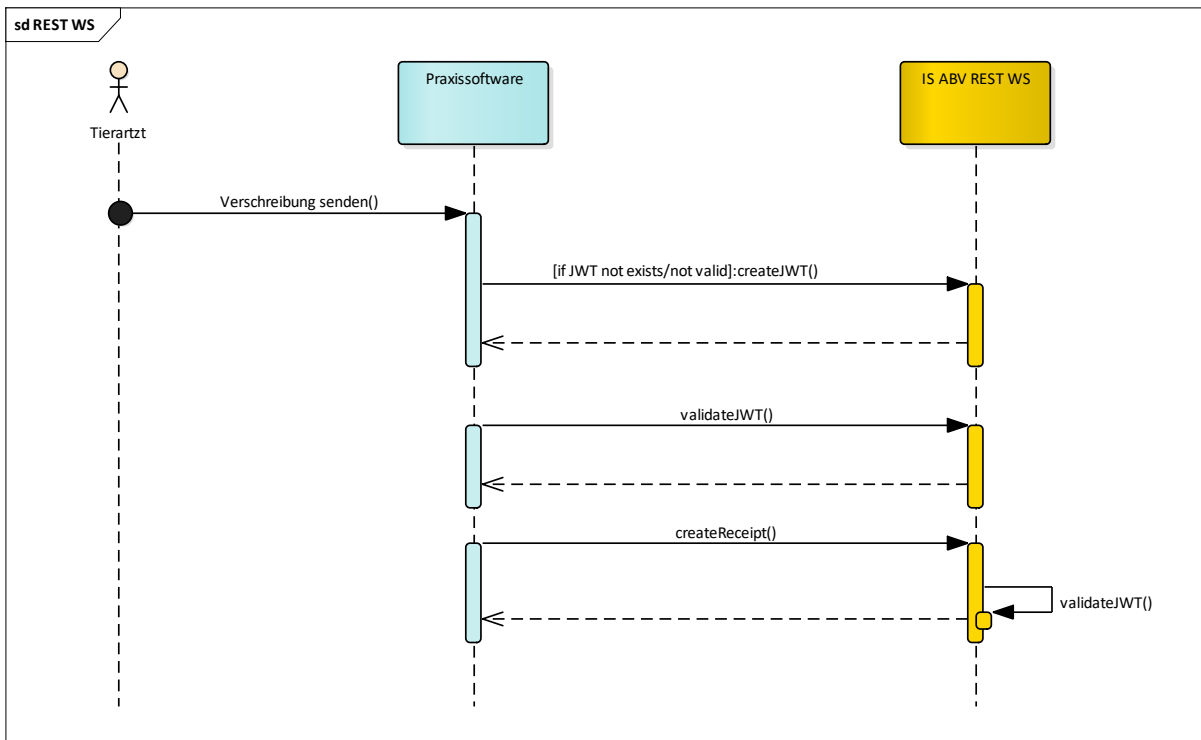 sd REST WS
Praxissoftware
IS ABV REST WS
Tierartzt
Verschreibung senden()
[if JWT not exists/not valid]:createJWT()
validateJWT()
createReceipt()
validateJWT()